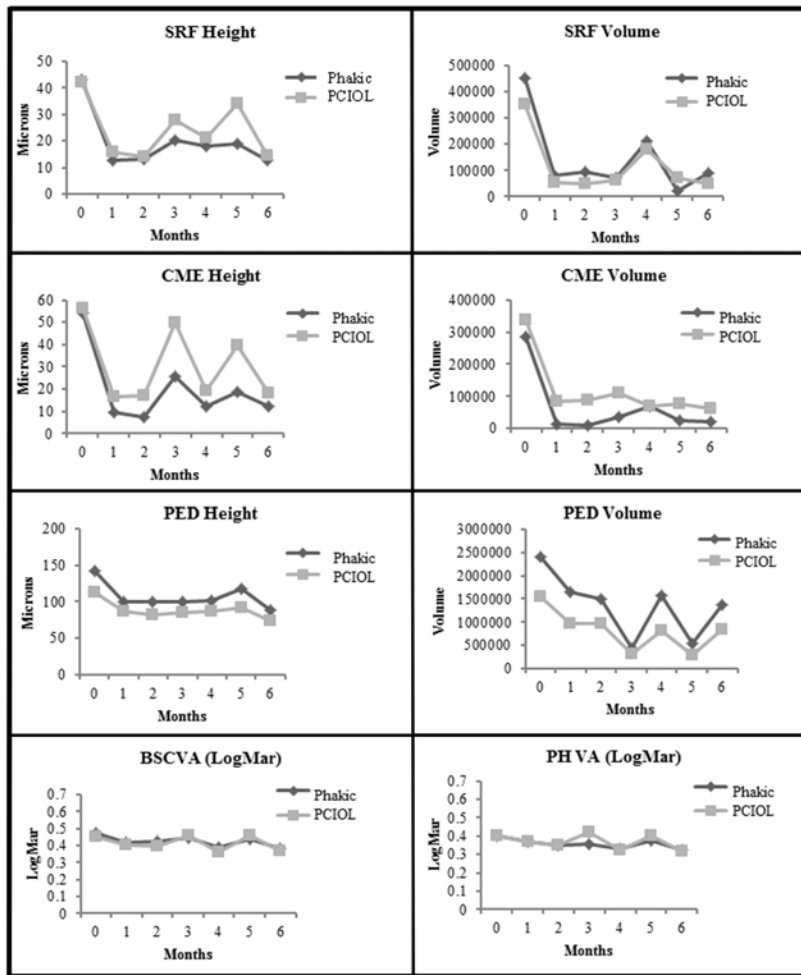 SRF Height
50
40
30
20
10
0
Microns
0 1 2 3 4 5 6
Months
Phakic
PCIOL
SRF Volume
500000
400000
300000
200000
100000
0
Volume
0 1 2 3 4 5 6
Months
Phakic
PCIOL
CME Height
60
50
40
30
20
10
0
Microns
0 1 2 3 4 5 6
Months
Phakic
PCIOL
CME Volume
400000
300000
200000
100000
0
Volume
0 1 2 3 4 5 6
Months
Phakic
PCIOL
PED Height
200
150
100
50
0
Microns
0 1 2 3 4 5 6
Months
Phakic
PCIOL
PED Volume
3000000
2500000
2000000
1500000
1000000
500000
0
Volume
0 1 2 3 4 5 6
Months
Phakic
PCIOL
BSCVA (LogMar)
0.7
0.6
0.5
0.4
0.3
0.2
0.1
0
LogMar
0 1 2 3 4 5 6
Months
Phakic
PCIOL
PH VA (LogMar)
0.7
0.6
0.5
0.4
0.3
0.2
0.1
0
LogMar
0 1 2 3 4 5 6
Months
Phakic
PCIOL